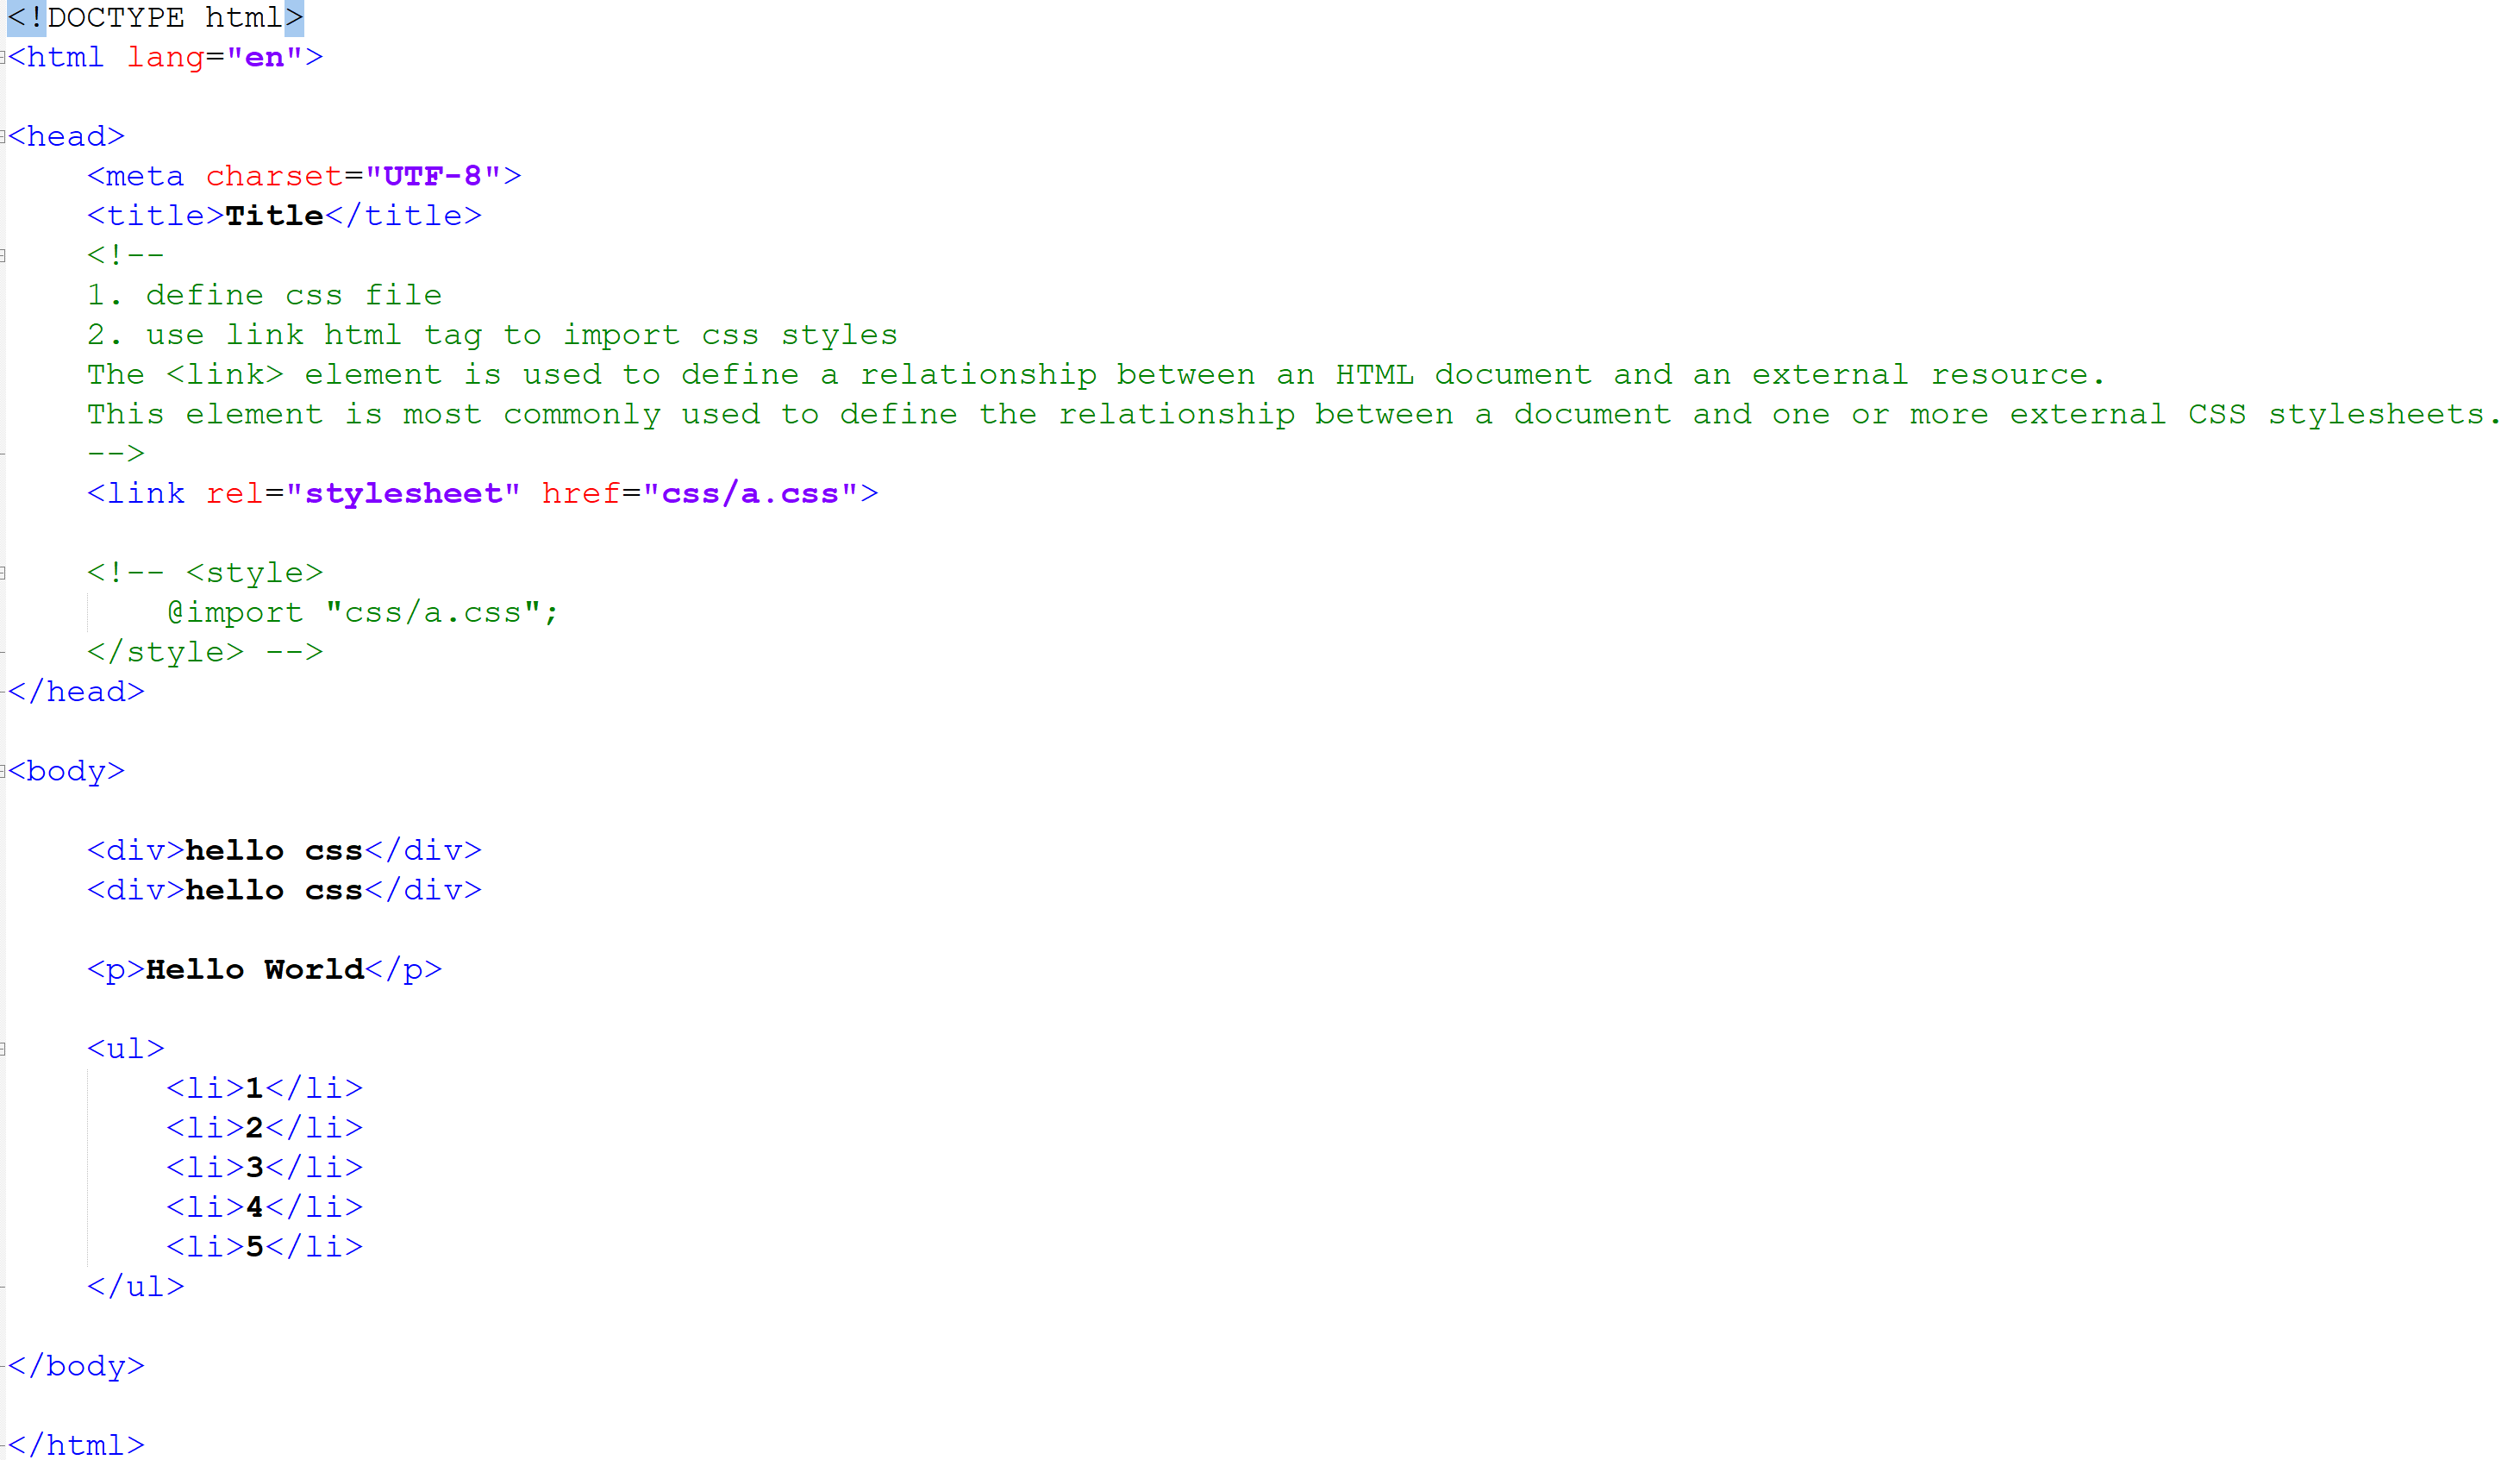 <!DOCTYPE html>
<html lang="en">
<head>
<meta charset="UTF-8">
<title>Title</title>
<!--
1. define css file
2. use link html tag to import css styles
The <link> element is used to define a relationship between an HTML document and an external resource.
This element is most commonly used to define the relationship between a document and one or more external CSS stylesheets.
-->
<link rel="stylesheet" href="css/a.css">
<!-- <style>
@import "css/a.css";
</style> -->
</head>
<body>
<div>hello css</div>
<div>hello css</div>
<p>Hello World</p>
<ul>
<li>1</li>
<li>2</li>
<li>3</li>
<li>4</li>
<li>5</li>
</ul>
</body>
</html>